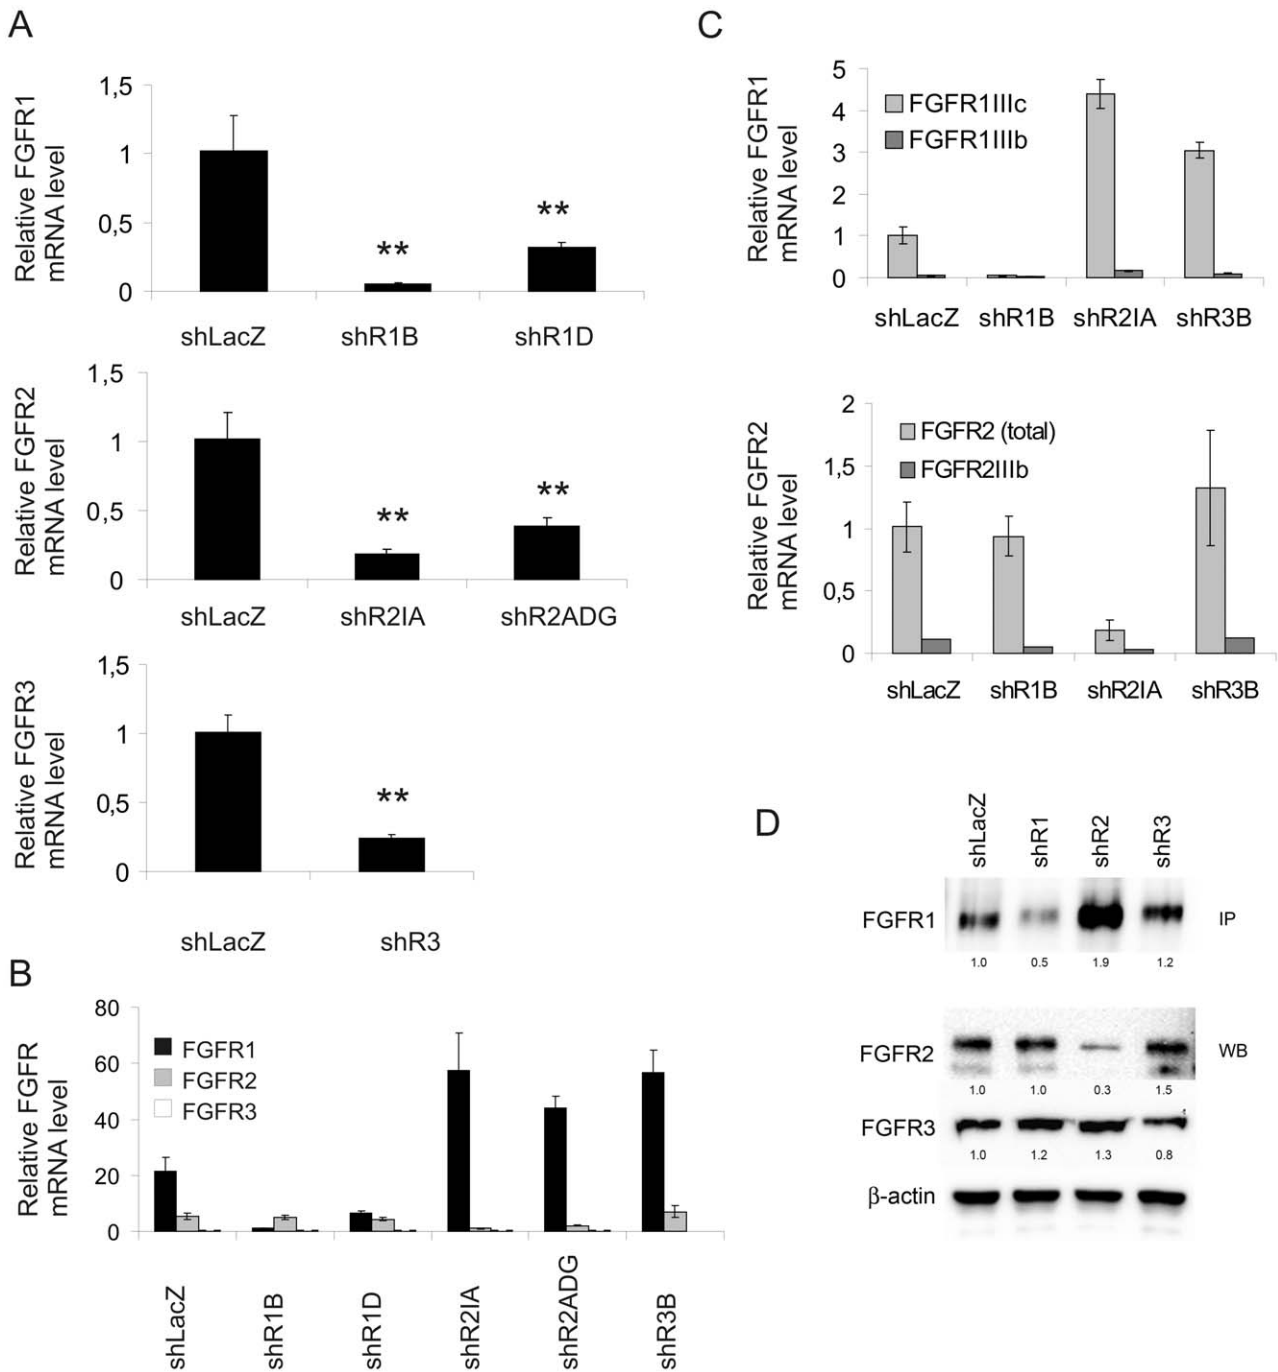 A
Relative FGFR1
mRNA level
1,5
1
0,5
0
**
**
shLacZ
shR1B
shR1D
Relative FGFR2
mRNA level
1,5
1
0,5
0
**
**
shLacZ
shR2IA
shR2ADG
Relative FGFR3
mRNA level
1,5
1
0,5
0
**
shLacZ
shR3
B
Relative FGFR
mRNA level
80
60
40
20
0
FGFR1
FGFR2
FGFR3
shLacZ
shR1B
shR1D
shR2IA
shR2ADG
shR3B
C
Relative FGFR1
mRNA level
5
4
3
2
1
0
FGFR1IIIc
FGFR1IIIb
shLacZ
shR1B
shR2IA
shR3B
Relative FGFR2
mRNA level
2
1,5
1
0,5
0
FGFR2 (total)
FGFR2IIIb
shLacZ
shR1B
shR2IA
shR3B
D
shLacZ
shR1
shR2
shR3
FGFR1
IP
1.0 0.5 1.9 1.2
FGFR2
WB
1.0 1.0 0.3 1.5
FGFR3
1.0 1.2 1.3 0.8
β-actin